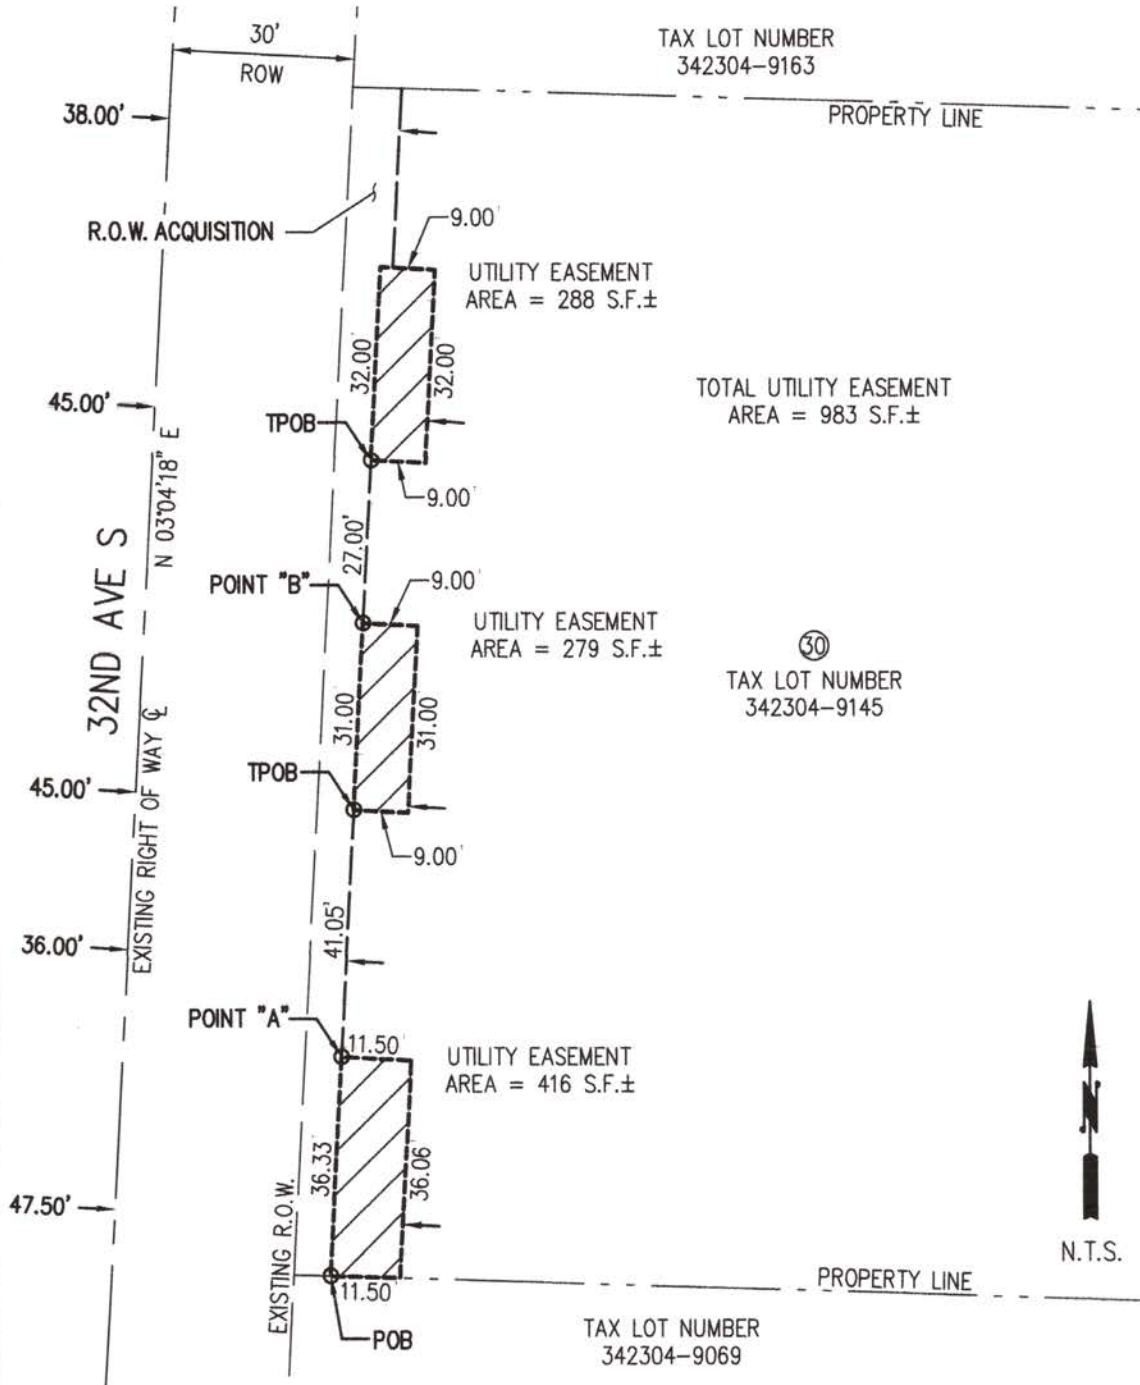 30'
ROW
TAX LOT NUMBER
342304-9163
38.00'
PROPERTY LINE
R.O.W. ACQUISITION
9.00'
UTILITY EASEMENT
AREA = 288 S.F.±
32.00'
32.00'
45.00'
TOTAL UTILITY EASEMENT
AREA = 983 S.F.±
TPOB
9.00'
N 03°04'18" E
32ND AVE S
27.00'
POINT "B"
9.00'
UTILITY EASEMENT
AREA = 279 S.F.±
30
TAX LOT NUMBER
342304-9145
31.00'
31.00'
TPOB
45.00'
9.00'
EXISTING RIGHT OF WAY ℄
41.05'
36.00'
POINT "A"
11.50'
UTILITY EASEMENT
AREA = 416 S.F.±
36.33'
36.06'
47.50'
EXISTING R.O.W.
N
N.T.S.
11.50'
PROPERTY LINE
POB
TAX LOT NUMBER
342304-9069